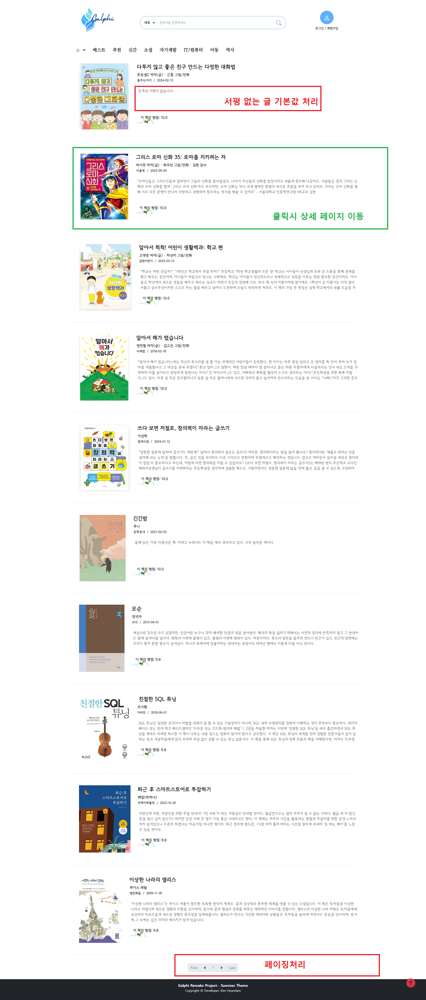 Galphi
제목
검색어를 입력하세요
로그인 / 회원가입
베스트 추천 신간 소설 자기계발 IT/컴퓨터 아동 역사
다투지 않고
좋은 친구 만드는
다정한 대화법
다투지 않고 좋은 친구 만드는 다정한 대화법
초등샘Z 저자(글) · 근홍 그림/만화
물주는아이 / 2024-02-15
등록된 서평이 없습니다.
서평 없는 글 기본값 처리
이 책의 평점: 10.0
그리스
로마
신화
로마를
지키려는 자
그리스 로마 신화 35: 로마를 지키려는 자
박시연 저자(글) · 최우빈 그림/만화 · 김헌 감수
아울북 / 2023-09-20
“로마인들은 그리스인들과 접하면서 그들의 신화를 받아들였고, 나아가 자신들의 신화를 발전시키고 새롭게 창조해 나갔어요. 사람들은 흔히 그리스 신
화와 로마 신화를 합쳐 ‘그리스 로마 신화’라고 부르지만, 로마 신화는 역사 속에 펼쳐진 문명의 새로운 흐름을 보여 주고 있어요. 우리는 로마 신화를 통
해 서로 다른 문명이 만나서 모방하고 경쟁하며 창조하는 역사를 배울 수 있어요” - 서울대학교 인문학연구원 HK교수 김헌
이 책의 평점: 10.0
클릭시 상세 페이지 이동
어린이
생활백과
학교 편
알아서 척척! 어린이 생활백과: 학교 편
고대영 저자(글) · 차상미 그림/만화
길벗어린이 / 2023-03-15
“학교는 어떤 곳일까?” “1학년은 학교에서 무얼 하지?” 초등학교 1학년 학교생활의 모든 것! 학교는 아이들이 선생님과 또래 간 소통을 통해 관계를
맺고 배우는 공간이며, 아이들이 처음으로 만나는 사회예요. 학교는 아이들이 정신적으로나 육체적으로 성장을 이루는 정말 중요한 공간이지요. 아이
들은 학교에서 새로운 것들을 배우고 때로는 실수도 하면서 조금씩 성장해 가요. 바로 책 속의 지훈이처럼 말이에요. 1학년이 된 지훈이는 아직 많이
서툴고 실수투성이지만 스스로 하는 법을 배우고 날마다 도전하며 오늘도 씩씩하게 자라요. 이 책의 가장 큰 특징은 실제 학교에서의 생활 모습을 지
이 책의 평점: 10.0
알아서
해가
떴습니다
알아서 해가 떴습니다
정연철 저자(글) · 김고은 그림/만화
사계절 / 2018-02-18
『알아서 해가 떴습니다』에는 자신의 목소리를 낼 줄 아는 주체적인 어린이들이 등장한다. 한 아이는 하루 종일 일하고 온 엄마를 꼭 안아 주며 누가 엄
마를 괴롭혔냐고 그 대상을 혼내 주겠다(「혼난 엄마」)고 말한다. 매번 만날 때마다 몇 살이냐고 묻는 위층 아줌마에게 다음부터는 인사 대신 고개를 꾸
벅하며 아홉 살이라고 당당하게 말한다는 아이(「굿 아이디어」)도 있고, 아빠와의 뽀뽀를 협상의 도구로 생각하는 아이(「초등학생을 위한 뽀뽀 지침
서」)도 있다. 아흔 살 먹은 증조할머니가 일흔 살 먹은 할머니에게 사소한 것까지 묻고 늘어지며 잔소리하는 모습을 본 아이는 “나빠!/자꾸 그러면 증조
이 책의 평점: 10.0
쓰다보면
저절로
창의력이
자라는
글쓰기
쓰다 보면 저절로, 창의력이 자라는 글쓰기
이상학
맘에드림 / 2024-01-12
“엉뚱한 질문에 답하며 글쓰기도 재밌게!” 날마다 창의력이 샘솟는 글쓰기! 여러분, 창의력이라는 말을 들어 봤나요? 창의력이란 ‘새롭고 뛰어난 것을
생각해 내는 능력’을 말합니다. 즉, 같은 것을 보더라도 다른 시각으로 관찰하며 독창적으로 해석하는 것입니다. 앞으로 여러분이 살아갈 세상은 창의력
이 점점 더 중요하다고 하는데, 어떻게 하면 창의력을 키울 수 있을까요? 《쓰다 보면 저절로, 창의력이 자라는 글쓰기》는 베테랑 현직 초등학교 교사인
해피이선생님이 글쓰기를 어려워하는 초등학생을 생각하며 집필한 책으로, 기발하면서도 엉뚱한 질문에 답을 하며 짧은 글을 쓸 수 있도록 구성되어
이 책의 평점: 10.0
긴긴밤
긴긴밤
루니
문학동네 / 2021-02-03
올해 읽은 가장 아름다운 책. 자려고 누워서도 이 책을 계속 생각하고 있다. 너무 놀라운 책이다.
이 책의 평점: 10.0
모순
모순
양귀자
쓰다 / 2013-04-01
새삼스런 강조일 수도 있겠지만, 인간이란 누구나 각자 해석한 만큼의 생을 살아낸다. 해석의 폭을 넓히기 위해서는 사전적 정의에 만족하지 말고 그 반대어
도 함께 들여다볼 일이다. 행복의 이면에 불행이 있고, 불행의 이면에 행복이 있다. 마찬가지다. 풍요의 뒷면을 들추면 반드시 빈곤이 있고, 빈곤의 뒷면에는
우리가 찾지 못한 풍요가 숨어있다. 하나의 표제어에 덧붙여지는 반대어는 쌍둥이로 태어난 형제의 이름에 다름 아닌 것이다.
이 책의 평점: 9.8
친절한 SQL
튜닝
친절한 SQL 튜닝
조시형
디비안 / 2018-06-01
SQL 튜닝은 일정한 공식이나 비법을 외워서 잘 할 수 있는 기술영역이 아니며, SQL 내부 수행원리를 정확히 이해하는 것이 무엇보다 중요하다. 데이터
베이스 성능 분야 최고 베스트셀러인 ‘오라클 성능 고도화 원리와 해법’ 1, 2권을 저술한 저자는 이번에 ‘친절한 SQL 튜닝’을 새로 출간하면서 SQL 튜
닝을 제대로 하려면 최소한 이 책이 다루는 내용 정도는 정확히 알아야 한다고 강조한다. 이 책은 SQL 튜닝의 세계를 먼저 경험한 전문가들이 같이 일
하는 동료 개발자들에게 읽어 보라며 부담 없이 권할 수 있는 튜닝 입문서다. 이 책을 통해 SQL 튜닝의 전체 흐름과 맥을 이해한다면, 이어서 ‘오라클
이 책의 평점: 9.8
퇴근 후
스마트스토어로
투잡하기
퇴근 후 스마트스토어로 투잡하기
해밀(박하나)
비제이퍼블릭 / 2023-10-20
직장인에 의한, 직장인을 위한 투잡 안내서! ‘1인 대표’가 되는 지름길로 안내할 것이다. 월급만으로는 절대 부자가 될 수 없는 시대다. 월급 외 더 많은
돈을 벌고 싶지 않은가? 하지만 단군 이래 돈 벌기 가장 좋은 시대라고도 한다. 이 책에는 자투리 시간을 활용하는 방법과 투잡러를 위한 운영 노하우
까지 담겨있으니 꾸준히 하겠다는 마음가짐 하나만 챙기자. 퇴근 전후에 핸드폰, TV를 보며 흘려 버리는 시간을 알차게 보내며 ‘돈 버는 재미’를 느낄
수 있을 것이다.
이 책의 평점: 9.8
이상한 나라의 앨리스
이상한 나라의 앨리스
루이스 캐럴
열린책들 / 2009-11-30
“이상한 나라의 앨리스”는 루이스 캐롤이 창조한 독특한 판타지 세계로, 꿈과 상상력의 풍부한 세계를 엿볼 수 있는 소설입니다. 이 책은 독자들을 이상한
나라로 여행시켜 새로운 경험과 모험을 선사하며, 동시에 꿈과 현실의 경계를 허무는 매력적인 이야기를 전합니다. 앨리스의 이상한 나라 여행은 독자들에게
상상력의 자유로움과 새로운 경험의 중요성을 일깨워줍니다. 앨리스가 만나는 기묘한 캐릭터와 상황들은 독자들을 놀라게 하면서도 웃음을 선사하며, 동시
에 그 속에는 깊은 의미와 메시지가 담겨 있습니다.
이 책의 평점: 9.8
First 1 Last
페이징처리
Galphi Remake Project - Summer Theme
Copyright © Developer: Kim Hyundam